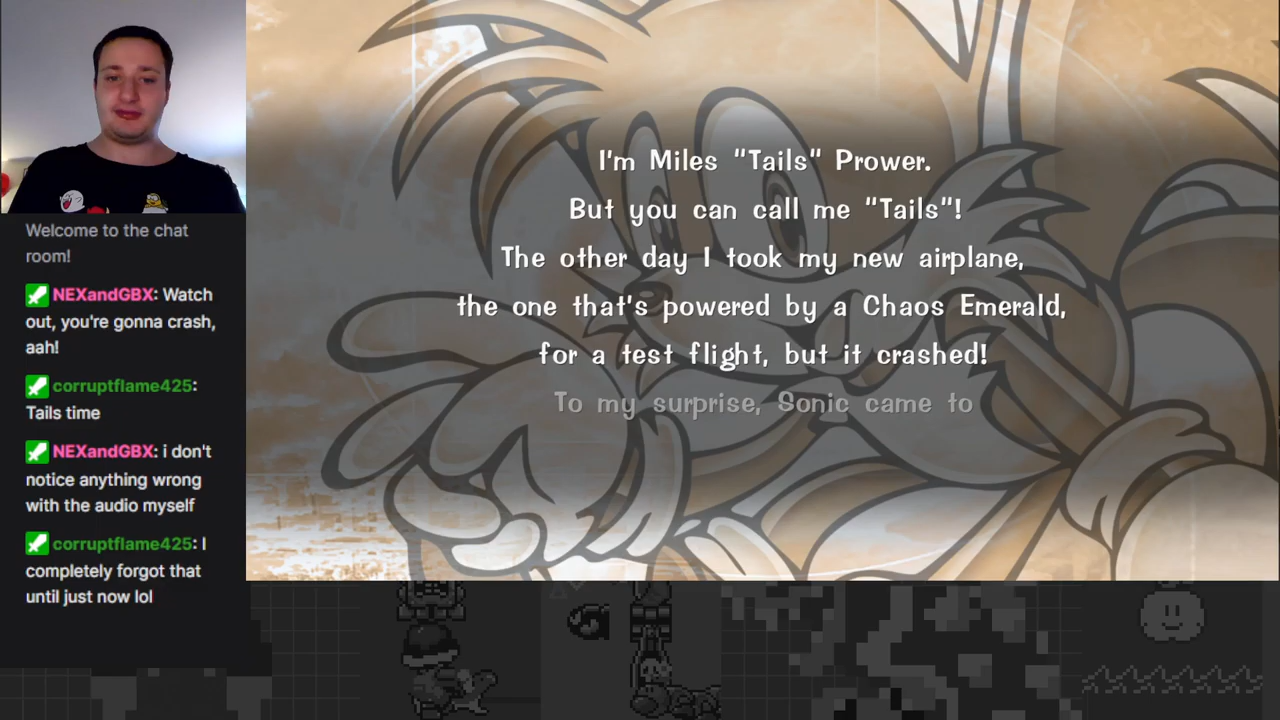 Welcome to the chat
room!
NEXandGBX: Watch
out, you're gonna crash,
aah!
corruptflame425:
Tails time
NEXandGBX: i don't
notice anything wrong
with the audio myself
corruptflame425: I
completely forgot that
until just now lol
I'm Miles "Tails" Prower.
But you can call me "Tails"!
The other day I took my new airplane,
the one that's powered by a Chaos Emerald,
for a test flight, but it crashed!
To my surprise, Sonic came to